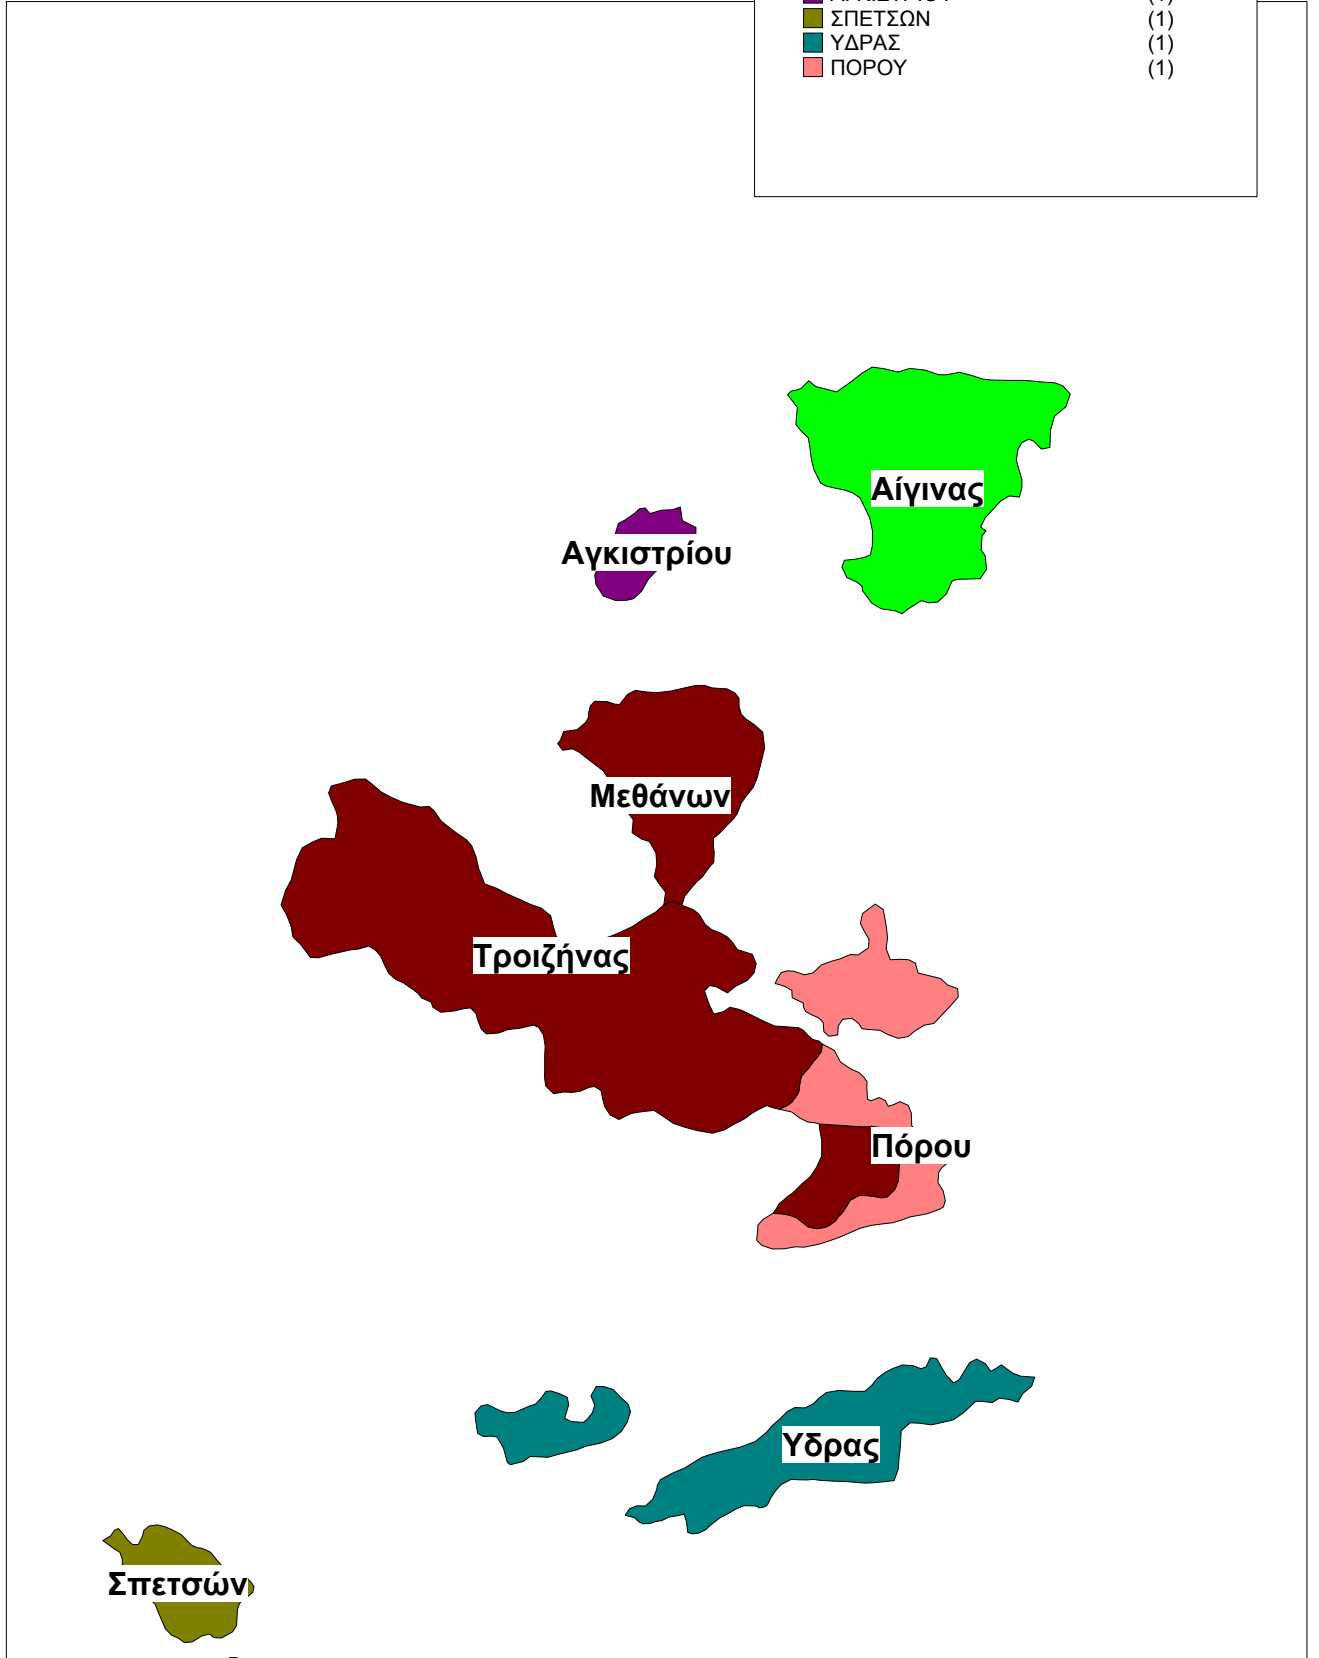 ΣΠΕΤΣΩΝ (1)
ΥΔΡΑΣ (1)
ΠΟΡΟΥ (1)
Αίγινας
Αγκιστρίου
Μεθάνων
Τροιζήνας
Πόρου
Υδρας
Σπετσών